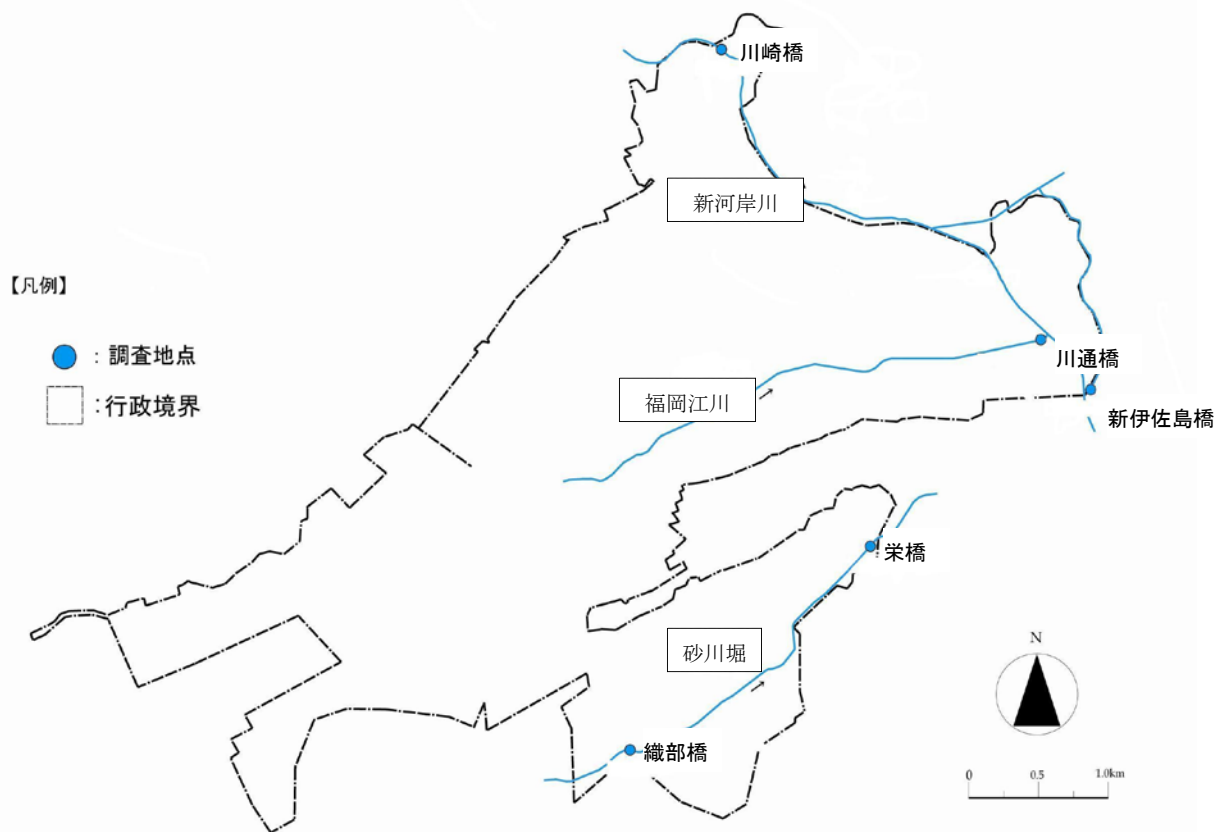 川崎橋
新河岸川
【凡例】
：調査地点
：行政境界
川通橋
福岡江川
→
新伊佐島橋
栄橋
砂川堀
→
織部橋
N
0 0.5 1.0km